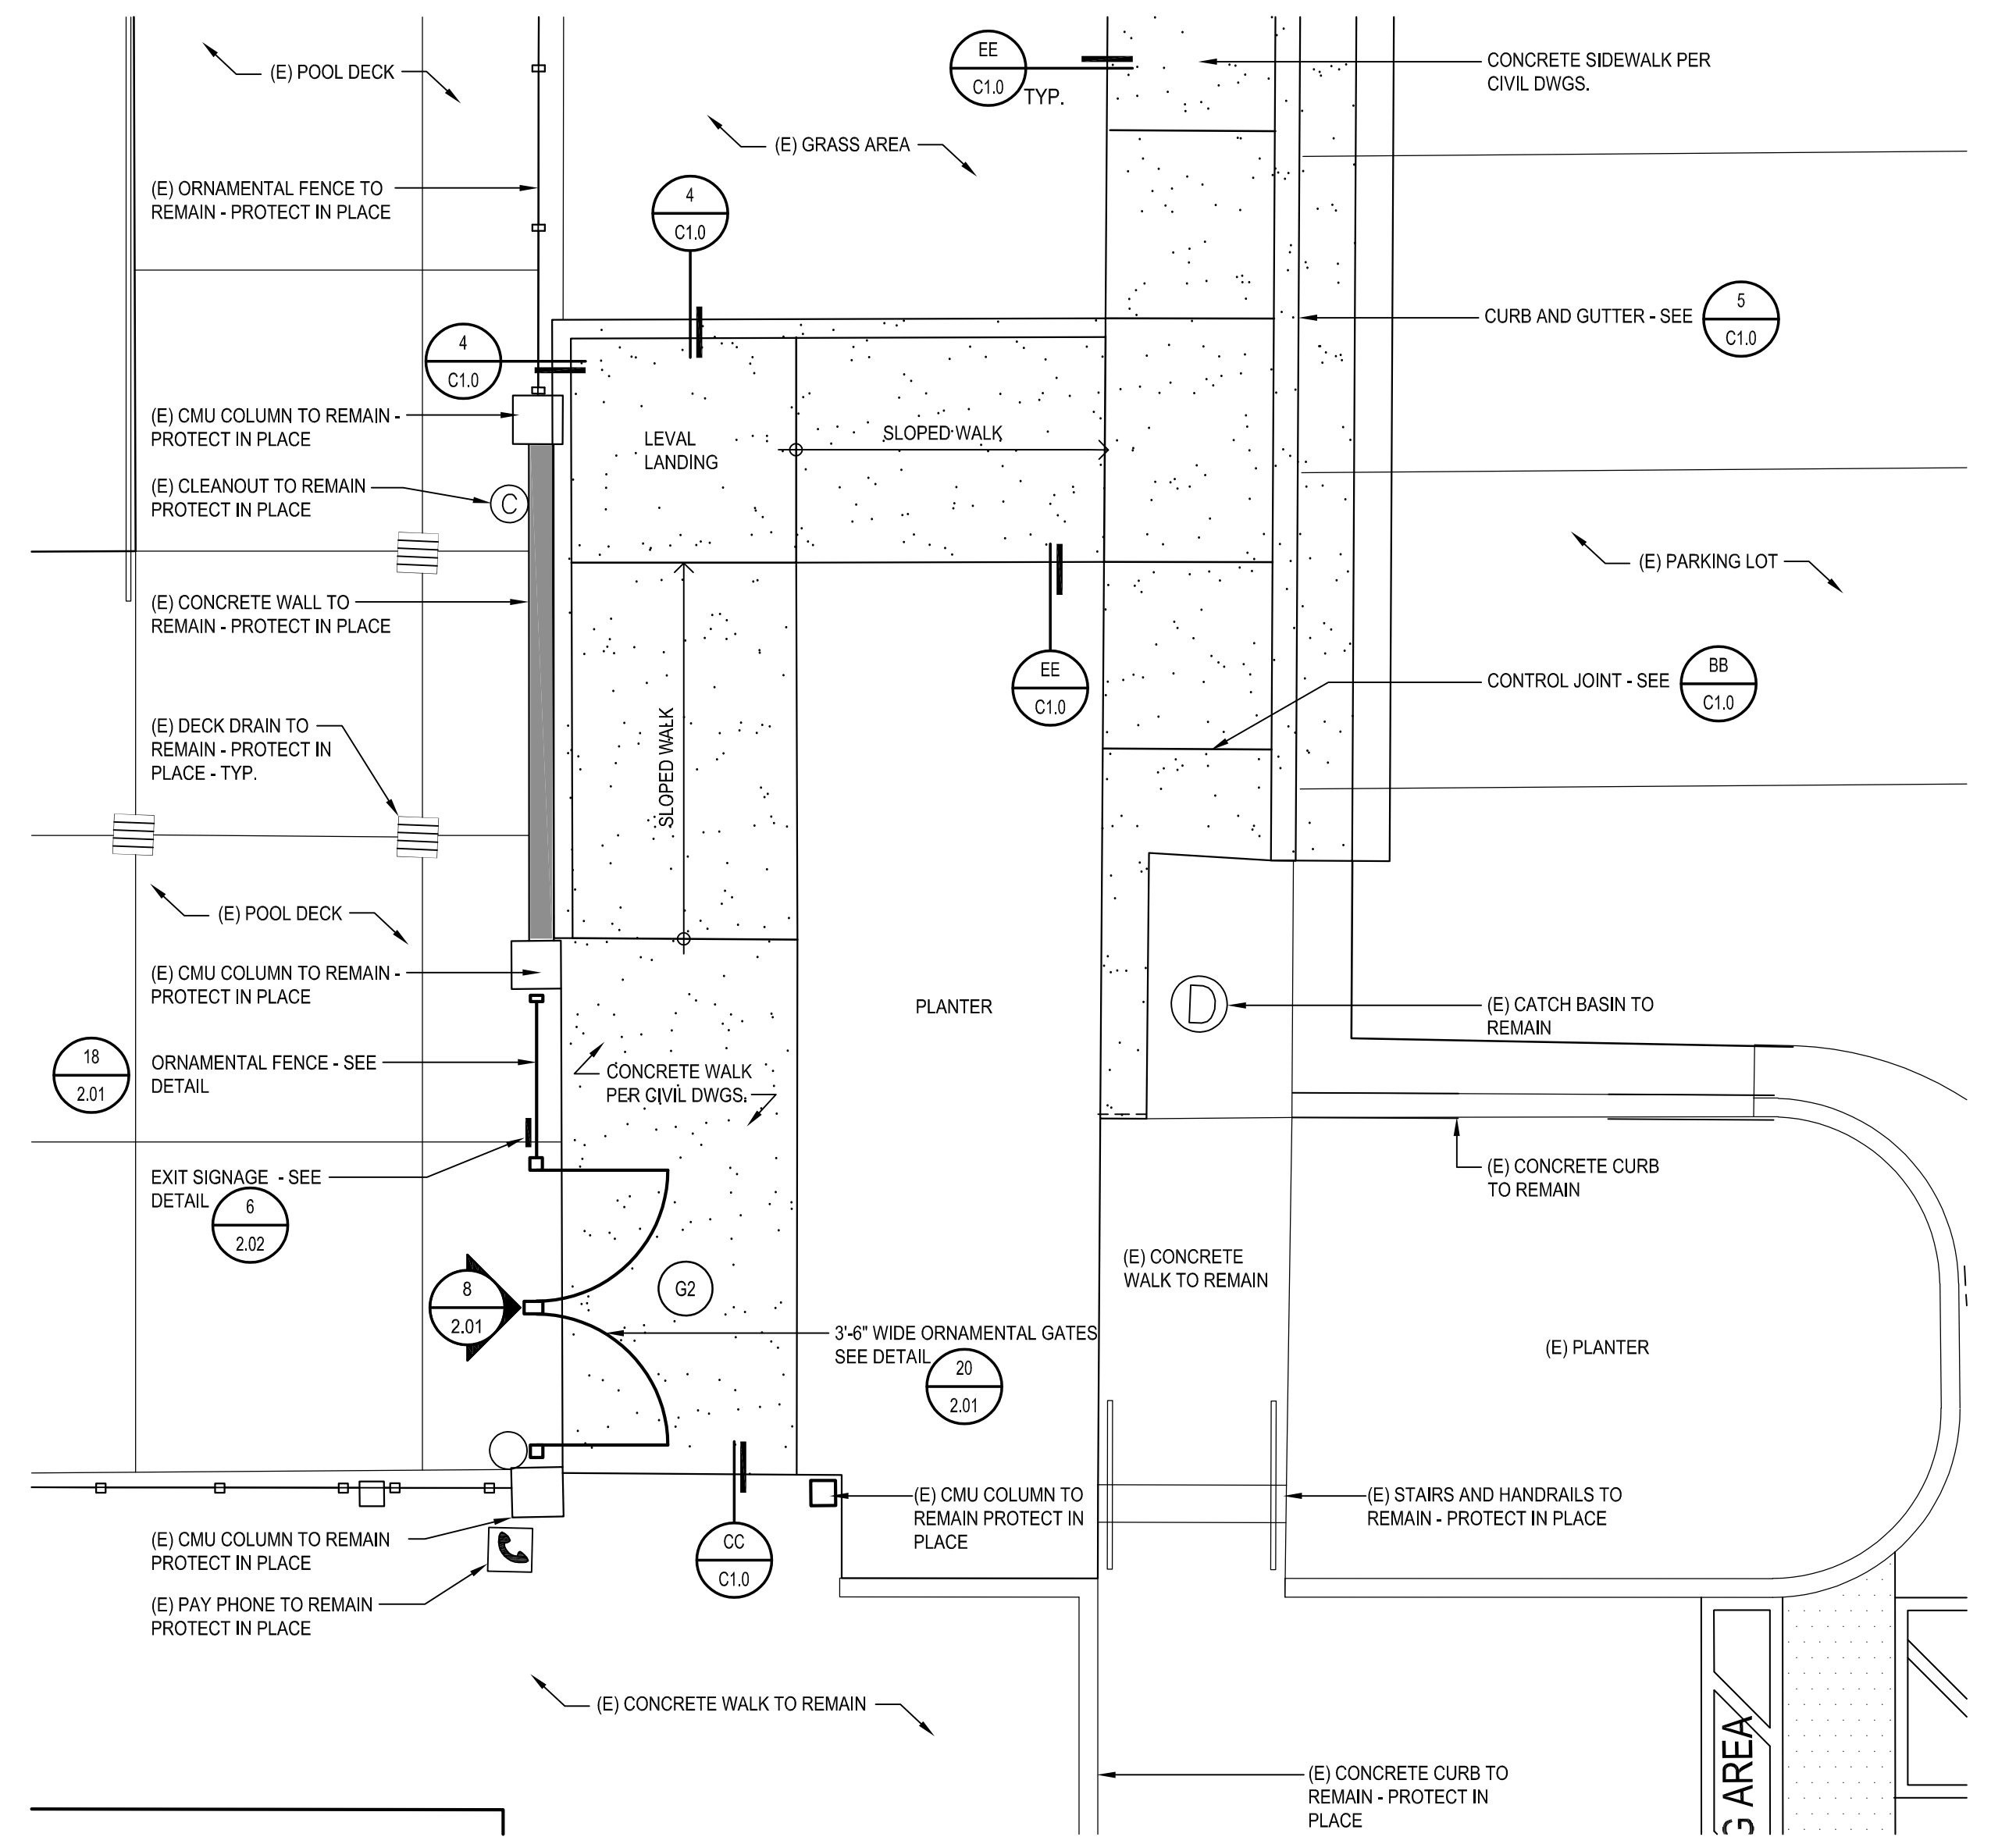 (E) POOL DECK
EE
C1.0
TYP.
CONCRETE SIDEWALK PER
CIVIL DWGS.
(E) GRASS AREA
(E) ORNAMENTAL FENCE TO
REMAIN - PROTECT IN PLACE
4
C1.0
4
C1.0
CURB AND GUTTER - SEE
5
C1.0
(E) CMU COLUMN TO REMAIN -
PROTECT IN PLACE
LEVAL
LANDING
SLOPED WALK
(E) CLEANOUT TO REMAIN
PROTECT IN PLACE
C
(E) PARKING LOT
(E) CONCRETE WALL TO
REMAIN - PROTECT IN PLACE
EE
C1.0
CONTROL JOINT - SEE
BB
C1.0
(E) DECK DRAIN TO
REMAIN - PROTECT IN
PLACE - TYP.
SLOPED WALK
(E) POOL DECK
(E) CMU COLUMN TO REMAIN -
PROTECT IN PLACE
PLANTER
D
(E) CATCH BASIN TO
REMAIN
18
2.01
ORNAMENTAL FENCE - SEE
DETAIL
CONCRETE WALK
PER CIVIL DWGS.
EXIT SIGNAGE - SEE
DETAIL
6
2.02
(E) CONCRETE CURB
TO REMAIN
8
2.01
G2
(E) CONCRETE
WALK TO REMAIN
3'-6" WIDE ORNAMENTAL GATES
SEE DETAIL
20
2.01
(E) PLANTER
(E) CMU COLUMN TO
REMAIN PROTECT IN
PLACE
(E) STAIRS AND HANDRAILS TO
REMAIN - PROTECT IN PLACE
(E) CMU COLUMN TO REMAIN
PROTECT IN PLACE
CC
C1.0
(E) PAY PHONE TO REMAIN
PROTECT IN PLACE
(E) CONCRETE WALK TO REMAIN
(E) CONCRETE CURB TO
REMAIN - PROTECT IN
PLACE
G AREA